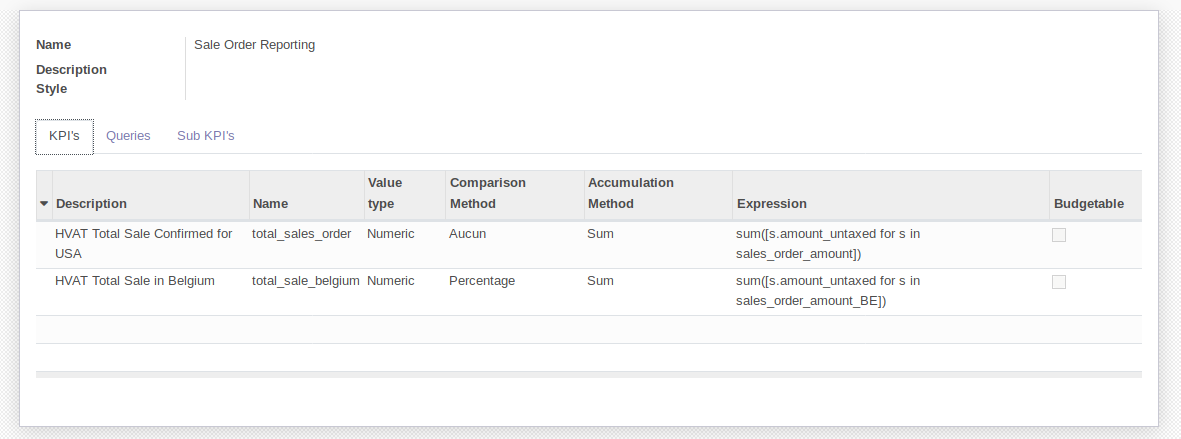 Name Sale Order Reporting
Description
Style
KPI's Queries Sub KPI's
Value Comparison Accumulation
Description Name type Method Method Expression Budgetable
HVAT Total Sale Confirmed for total_sales_order Numeric Aucun Sum sum([s.amount_untaxed for s in
USA sales_order_amount])
HVAT Total Sale in Belgium total_sale_belgium Numeric Percentage Sum sum([s.amount_untaxed for s in
sales_order_amount_BE])